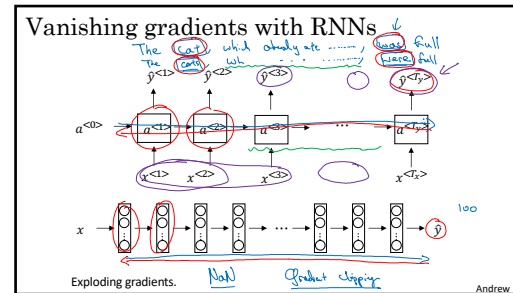 Vanishing gradients with RNNs
The cat, which already ate ........, was full
The cats, wh ........, were full
ŷ<1> ŷ<2> ŷ<3> ŷ<Ty>
a<0> a<1> a<2> a<3> ⋯ a<Tx>
x<1> x<2> x<3> x<Tx>
x ⋯ ŷ
100
Exploding gradients. NaN Gradient clipping
Andrew